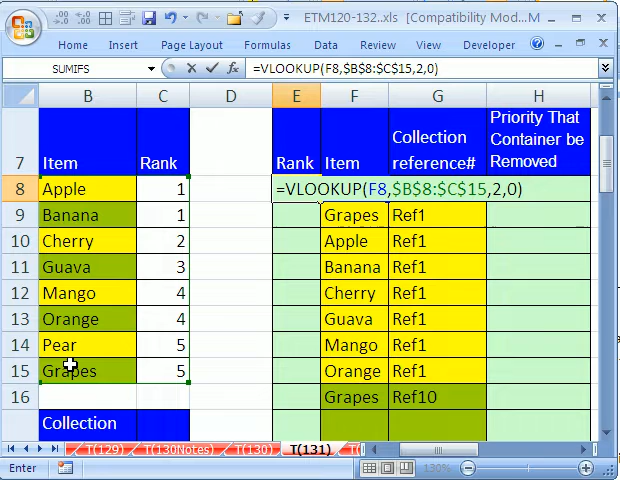 ETM120-132..xls [Compatibility Mod...M
Home Insert Page Layout Formulas Data Review View Developer
SUMIFS =VLOOKUP(F8,$B$8:$C$15,2,0)
B C D E F G H
7 Item Rank Rank Item Collection reference# Priority That Container be Removed
8 Apple 1 =VLOOKUP(F8,$B$8:$C$15,2,0)
9 Banana 1 Grapes Ref1
10 Cherry 2 Apple Ref1
11 Guava 3 Banana Ref1
12 Mango 4 Cherry Ref1
13 Orange 4 Guava Ref1
14 Pear 5 Mango Ref1
15 Grapes 5 Orange Ref1
16 Grapes Ref10
Collection
T(129) T(130Notes) T(130) T(131)
Enter 130%